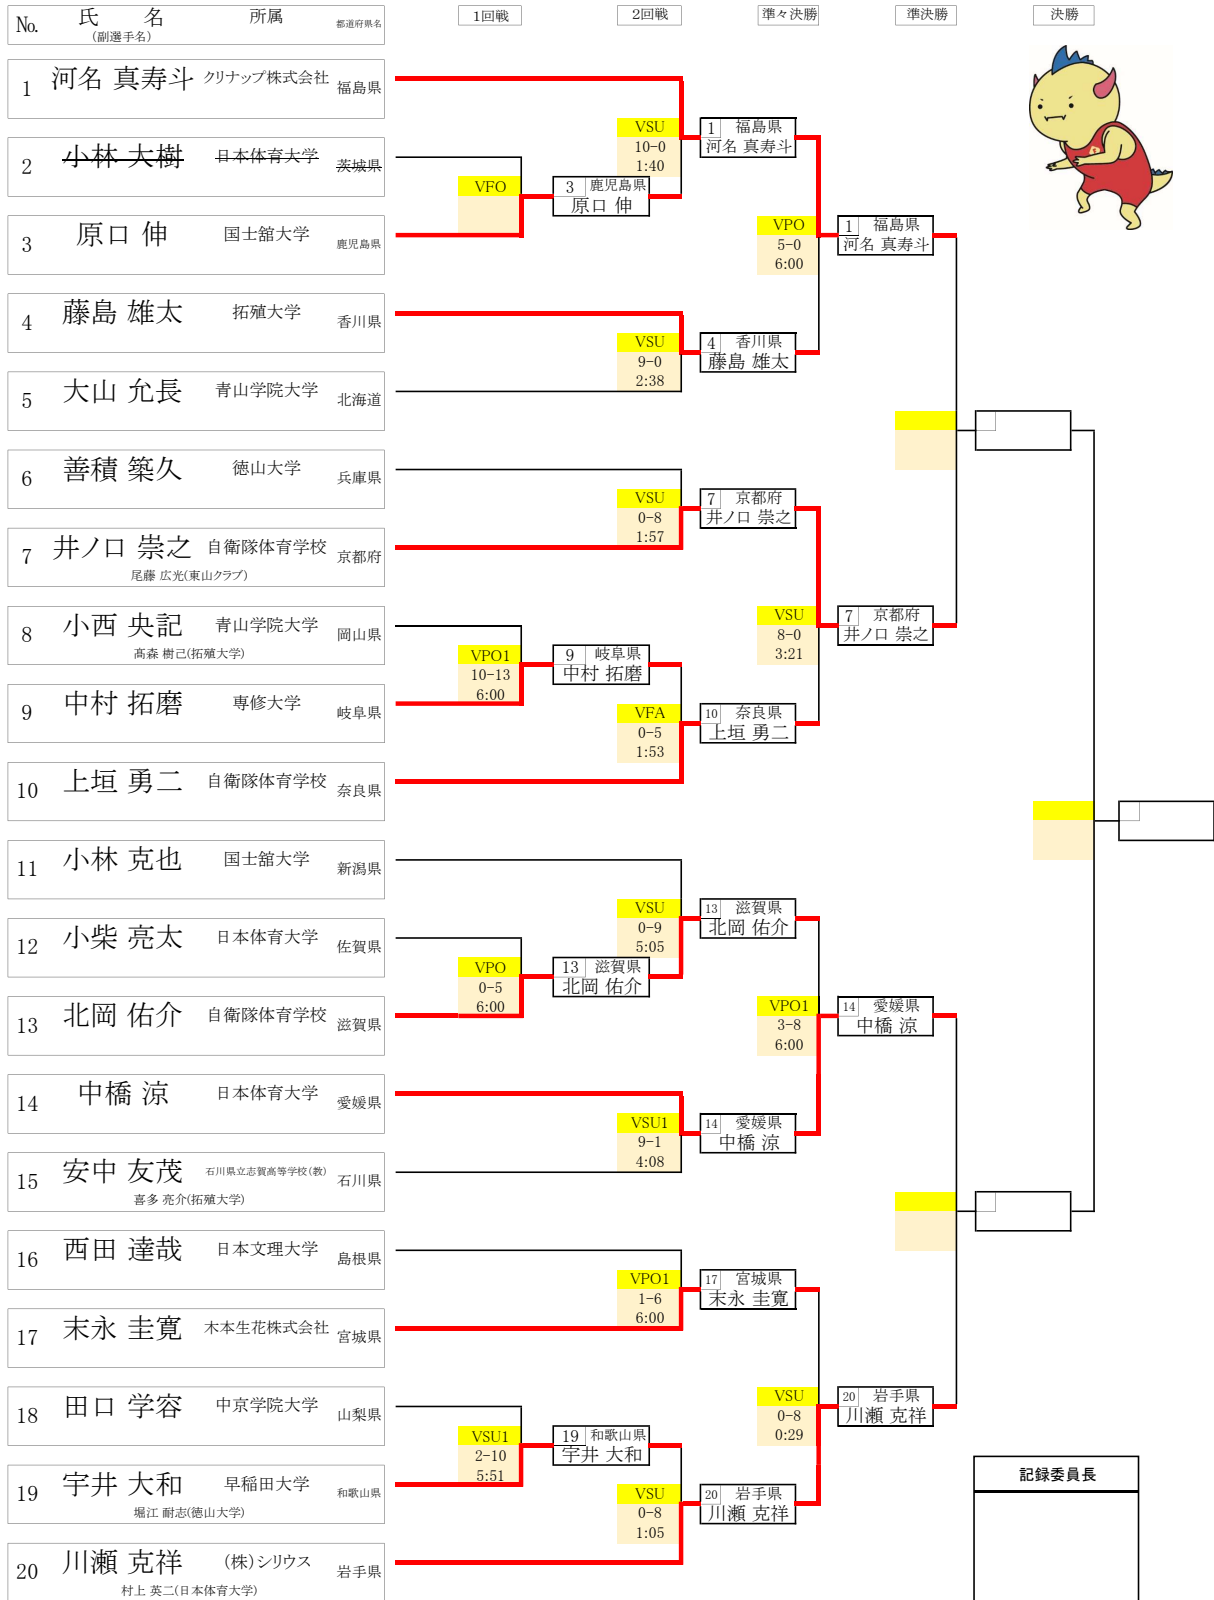 No. 氏 名 所属 都道府県名 1回戦 2回戦 準々決勝 準決勝 決勝
(副選手名)
1 河名 真寿斗 クリナップ株式会社 福島県
2 小林 大樹 日本体育大学 茨城県
3 原口 伸 国士舘大学 鹿児島県
4 藤島 雄太 拓殖大学 香川県
5 大山 允長 青山学院大学 北海道
6 善積 築久 徳山大学 兵庫県
7 井ノ口 崇之 自衛隊体育学校 京都府
尾藤 広光(東山クラブ)
8 小西 央記 青山学院大学 岡山県
髙森 樹己(拓殖大学)
9 中村 拓磨 専修大学 岐阜県
10 上垣 勇二 自衛隊体育学校 奈良県
11 小林 克也 国士舘大学 新潟県
12 小柴 亮太 日本体育大学 佐賀県
13 北岡 佑介 自衛隊体育学校 滋賀県
14 中橋 涼 日本体育大学 愛媛県
15 安中 友茂 石川県立志賀高等学校(教) 石川県
喜多 亮介(拓殖大学)
16 西田 達哉 日本文理大学 島根県
17 末永 圭寛 木本生花株式会社 宮城県
18 田口 学容 中京学院大学 山梨県
19 宇井 大和 早稲田大学 和歌山県
堀江 耐志(徳山大学)
20 川瀬 克祥 (株)シリウス 岩手県
村上 英二(日本体育大学)
VFO
3 鹿児島県
原口 伸
VPO1
10-13
6:00
9 岐阜県
中村 拓磨
VPO
0-5
6:00
13 滋賀県
北岡 佑介
VSU1
2-10
5:51
19 和歌山県
宇井 大和
VSU
10-0
1:40
1 福島県
河名 真寿斗
VSU
9-0
2:38
4 香川県
藤島 雄太
VSU
0-8
1:57
7 京都府
井ノ口 崇之
VFA
0-5
1:53
10 奈良県
上垣 勇二
VSU
0-9
5:05
13 滋賀県
北岡 佑介
VSU1
9-1
4:08
14 愛媛県
中橋 涼
VPO1
1-6
6:00
17 宮城県
末永 圭寛
VSU
0-8
1:05
20 岩手県
川瀬 克祥
VPO
5-0
6:00
1 福島県
河名 真寿斗
VSU
8-0
3:21
7 京都府
井ノ口 崇之
VPO1
3-8
6:00
14 愛媛県
中橋 涼
VSU
0-8
0:29
20 岩手県
川瀬 克祥
記録委員長